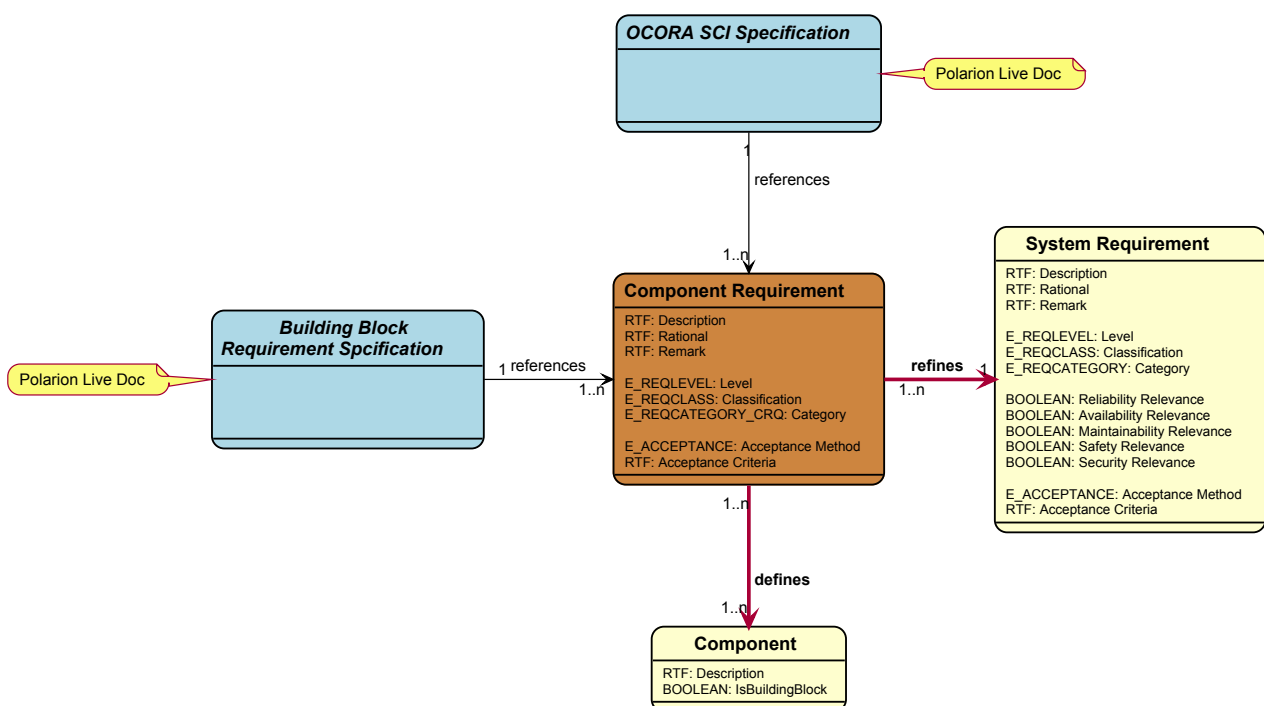 OCORA SCI Specification
Polarion Live Doc
1
references
1..n
System Requirement
RTF: Description
RTF: Rational
RTF: Remark
E_REQLEVEL: Level
E_REQCLASS: Classification
E_REQCATEGORY: Category
BOOLEAN: Reliability Relevance
BOOLEAN: Availability Relevance
BOOLEAN: Maintainability Relevance
BOOLEAN: Safety Relevance
BOOLEAN: Security Relevance
E_ACCEPTANCE: Acceptance Method
RTF: Acceptance Criteria
Component Requirement
RTF: Description
RTF: Rational
RTF: Remark
E_REQLEVEL: Level
E_REQCLASS: Classification
E_REQCATEGORY_CRQ: Category
E_ACCEPTANCE: Acceptance Method
RTF: Acceptance Criteria
Building Block
Requirement Spcification
Polarion Live Doc
1 references
1..n
refines
1
1..n
1..n
defines
1..n
Component
RTF: Description
BOOLEAN: IsBuildingBlock